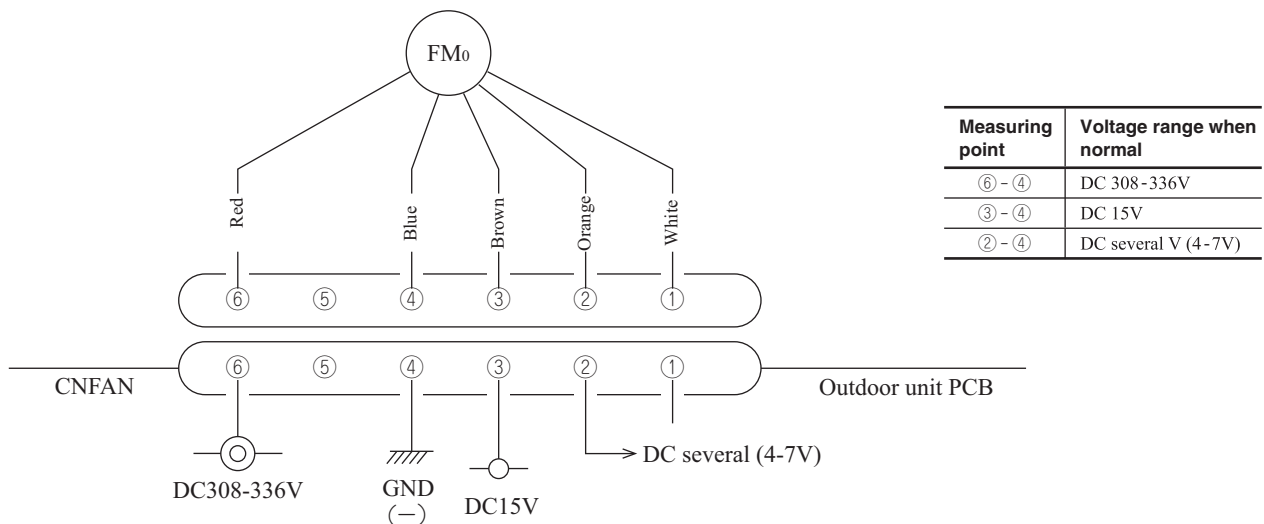 FM0
Red
Blue
Brown
Orange
White
⑥ ⑤ ④ ③ ② ①
⑥ ⑤ ④ ③ ② ①
CNFAN
Outdoor unit PCB
DC308-336V
GND
(−)
DC15V
DC several (4-7V)
Measuring point
Voltage range when normal
⑥ - ④ DC 308-336V
③ - ④ DC 15V
② - ④ DC several V (4-7V)